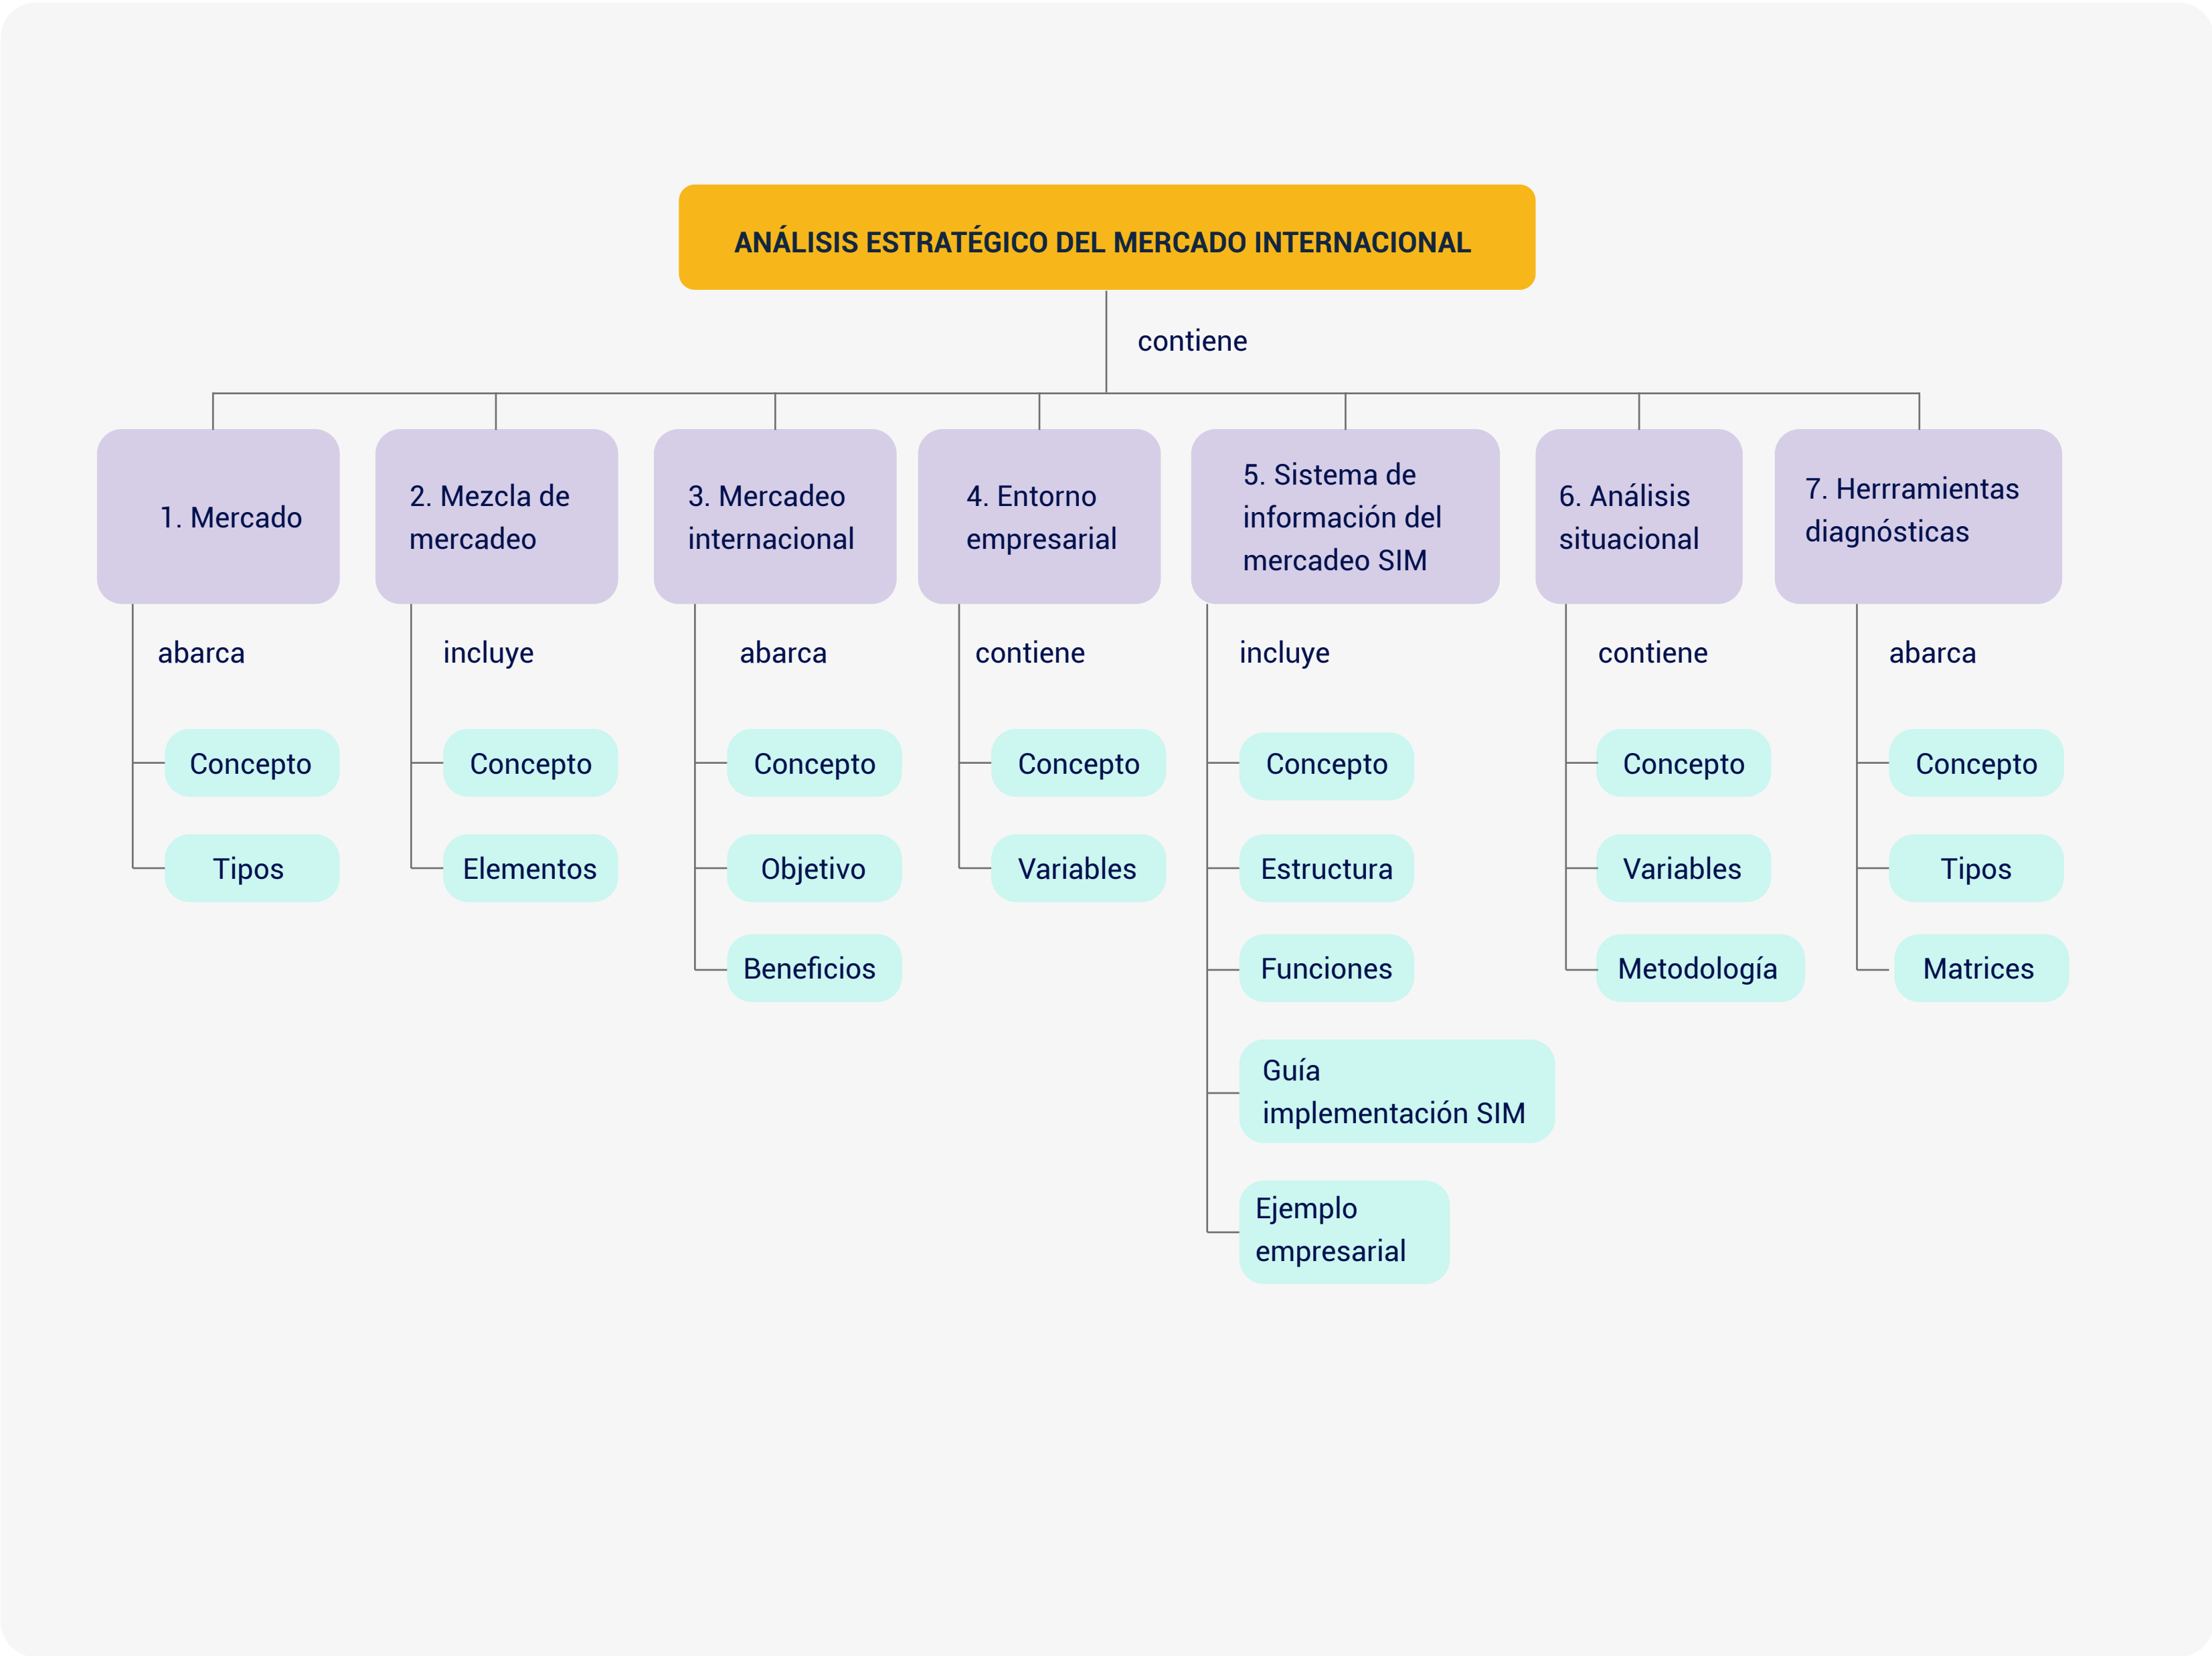 ANÁLISIS ESTRATÉGICO DEL MERCADO INTERNACIONAL
contiene
1. Mercado
2. Mezcla de
mercadeo
3. Mercadeo
internacional
4. Entorno
empresarial
5. Sistema de
información del
mercadeo SIM
6. Análisis
situacional
7. Herrramientas
diagnósticas
abarca
Concepto
Tipos
incluye
Concepto
Elementos
abarca
Concepto
Objetivo
Beneficios
contiene
Concepto
Variables
incluye
Concepto
Estructura
Funciones
Guía
implementación SIM
Ejemplo
empresarial
contiene
Concepto
Variables
Metodología
abarca
Concepto
Tipos
Matrices